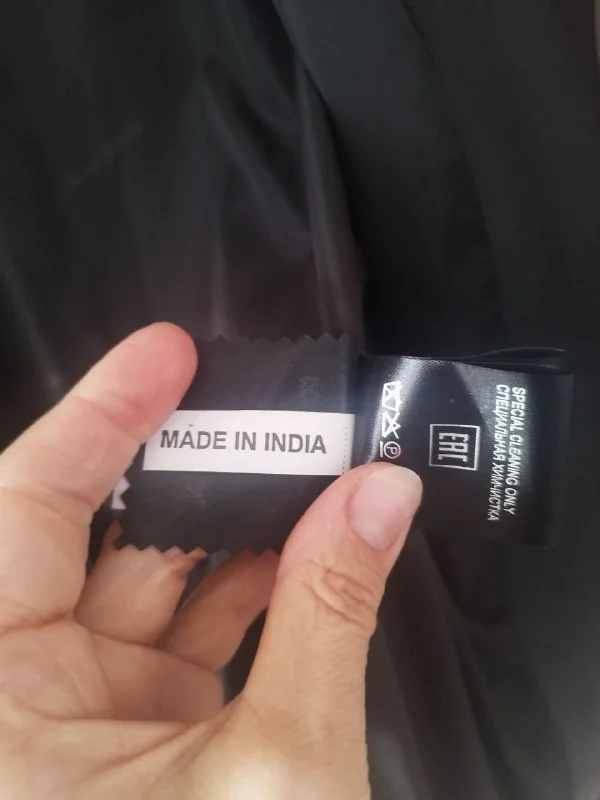 MADE IN INDIA
SPECIAL CLEANING ONLY
СПЕЦИАЛЬНАЯ ХИМЧИСТКА
EAC
P